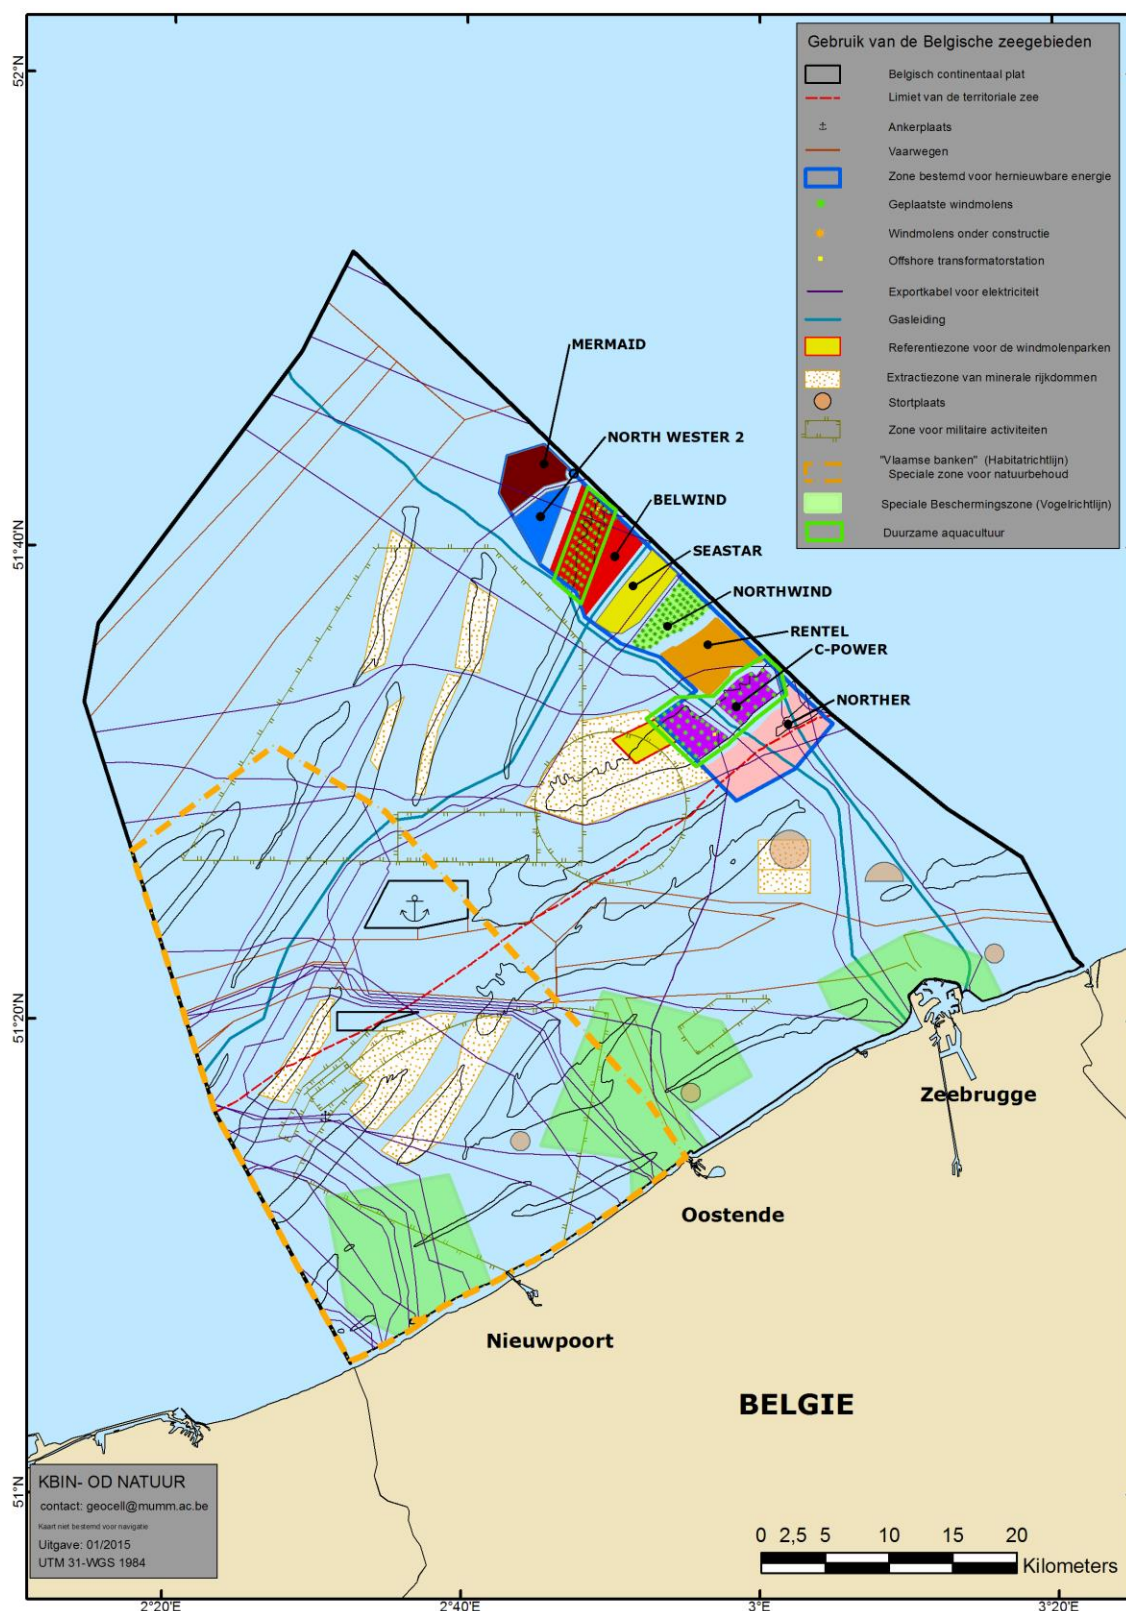 Gebruik van de Belgische zeegebieden
Belgisch continentaal plat
Limiet van de territoriale zee
Ankerplaats
Vaarwegen
Zone bestemd voor hernieuwbare energie
Geplaatste windmolens
Windmolens onder constructie
Offshore transformatorstation
Exportkabel voor elektriciteit
Gasleiding
Referentiezone voor de windmolenparken
Extractiezone van minerale rijkdommen
Stortplaats
Zone voor militaire activiteiten
"Vlaamse banken" (Habitatrichtlijn)
Speciale zone voor natuurbehoud
Speciale Beschermingszone (Vogelrichtlijn)
Duurzame aquacultuur
52°N
51°40'N
51°20'N
51°N
MERMAID
NORTH WESTER 2
BELWIND
SEASTAR
NORTHWIND
RENTEL
C-POWER
NORTHER
Zeebrugge
Oostende
Nieuwpoort
BELGIE
KBIN- OD NATUUR
contact: geocell@mumm.ac.be
Kaart niet bestemd voor navigatie
Uitgave: 01/2015
UTM 31-WGS 1984
0 2,5 5 10 15 20
Kilometers
2°20'E 2°40'E 3°E 3°20'E